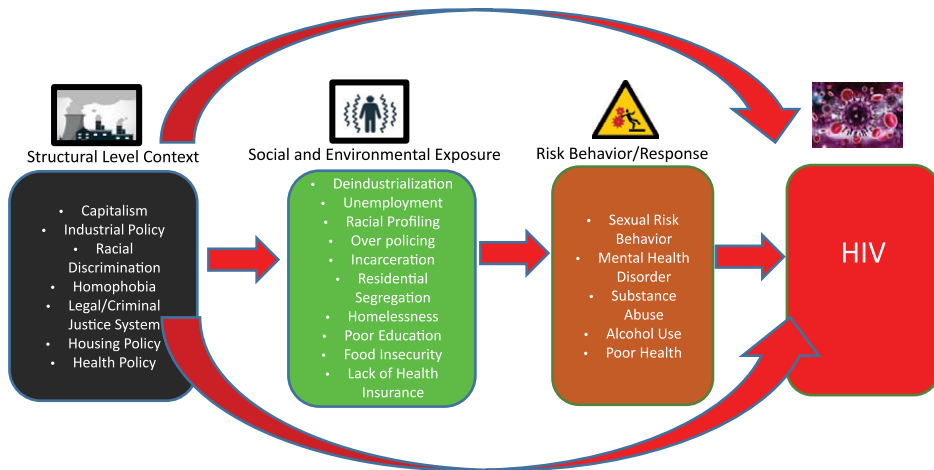 Structural Level Context
• Capitalism
• Industrial Policy
• Racial
Discrimination
• Homophobia
• Legal/Criminal
Justice System
• Housing Policy
• Health Policy
Social and Environmental Exposure
• Deindustrialization
• Unemployment
• Racial Profiling
• Over policing
• Incarceration
• Residential
Segregation
• Homelessness
• Poor Education
• Food Insecurity
• Lack of Health
Insurance
Risk Behavior/Response
• Sexual Risk
Behavior
• Mental Health
Disorder
• Substance
Abuse
• Alcohol Use
• Poor Health
HIV